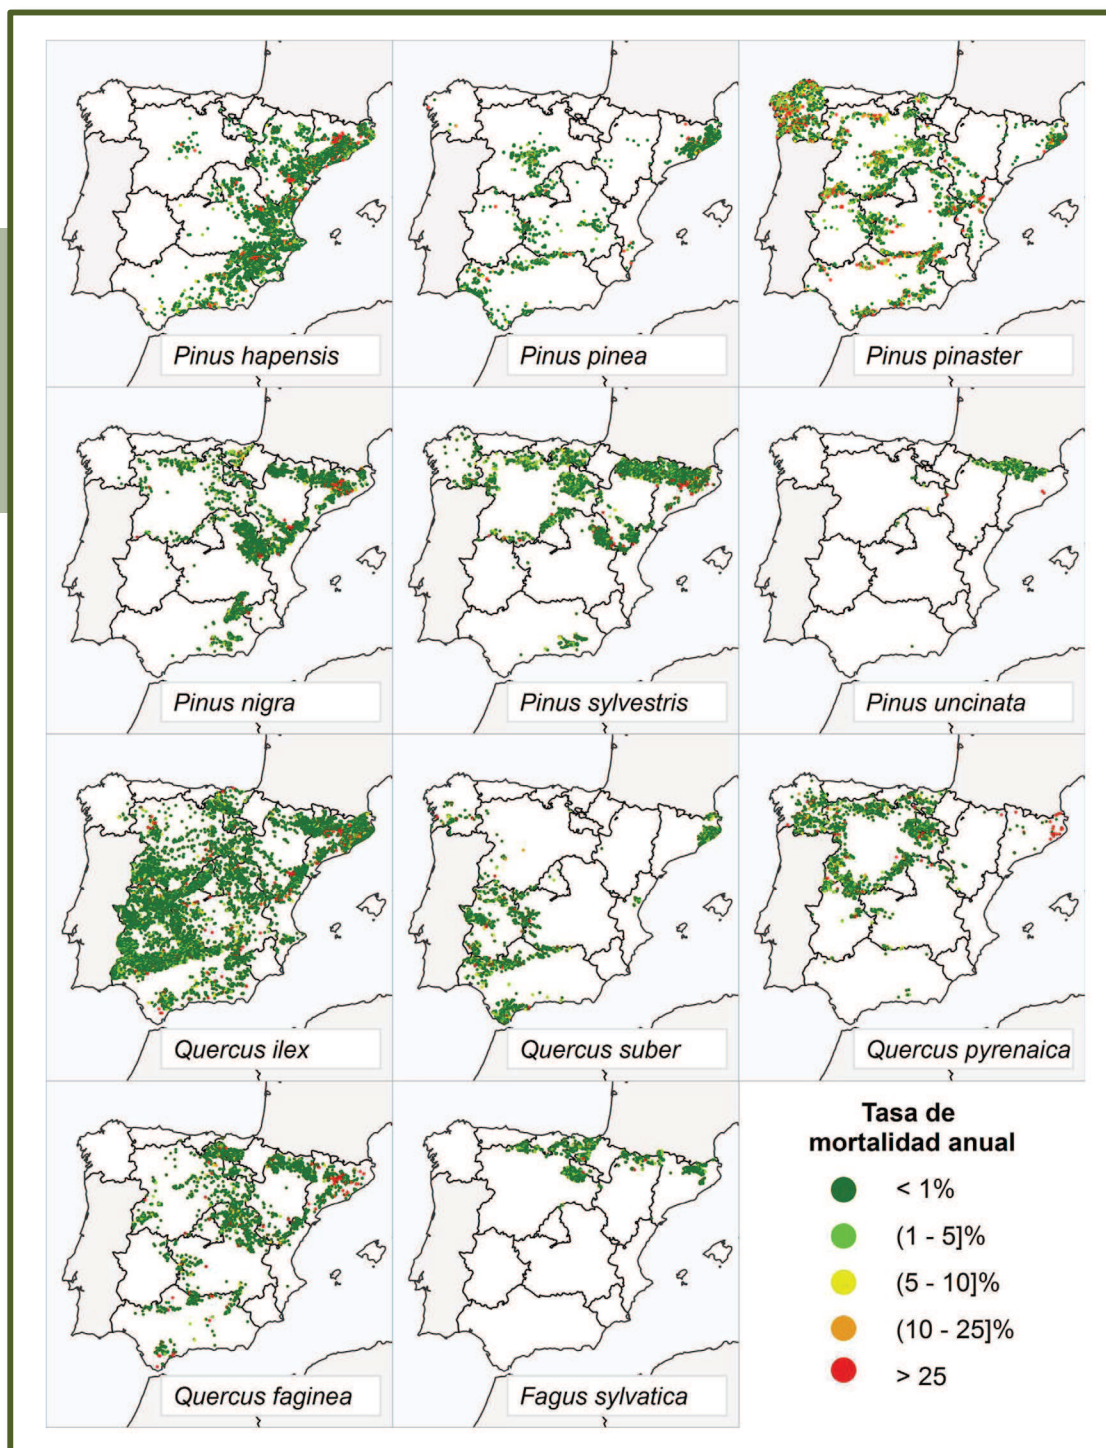 Pinus hapensis
Pinus pinea
Pinus pinaster
Pinus nigra
Pinus sylvestris
Pinus uncinata
Quercus ilex
Quercus suber
Quercus pyrenaica
Quercus faginea
Fagus sylvatica
Tasa de
mortalidad anual
< 1%
(1 - 5]%
(5 - 10]%
(10 - 25]%
> 25